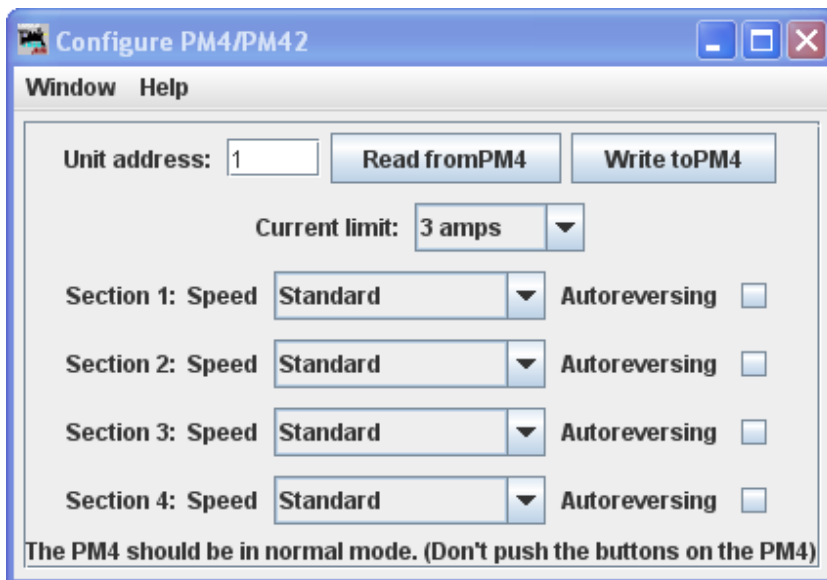 Configure PM4/PM42
Window Help
Unit address: 1 Read fromPM4 Write toPM4
Current limit: 3 amps
Section 1: Speed Standard Autoreversing
Section 2: Speed Standard Autoreversing
Section 3: Speed Standard Autoreversing
Section 4: Speed Standard Autoreversing
The PM4 should be in normal mode. (Don't push the buttons on the PM4)